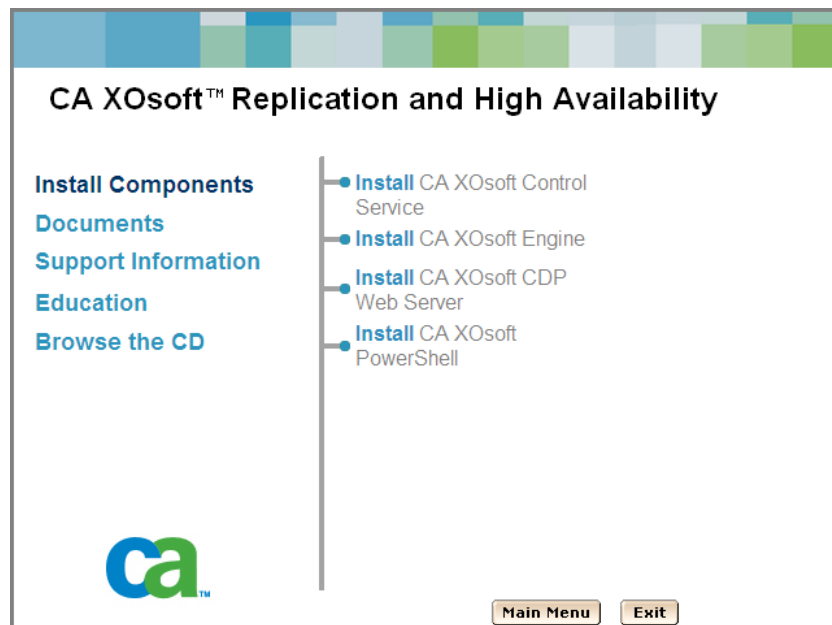 CA XOsoft™ Replication and High Availability
Install Components
Documents
Support Information
Education
Browse the CD
Install CA XOsoft Control
Service
Install CA XOsoft Engine
Install CA XOsoft CDP
Web Server
Install CA XOsoft
PowerShell
ca™
Main Menu
Exit